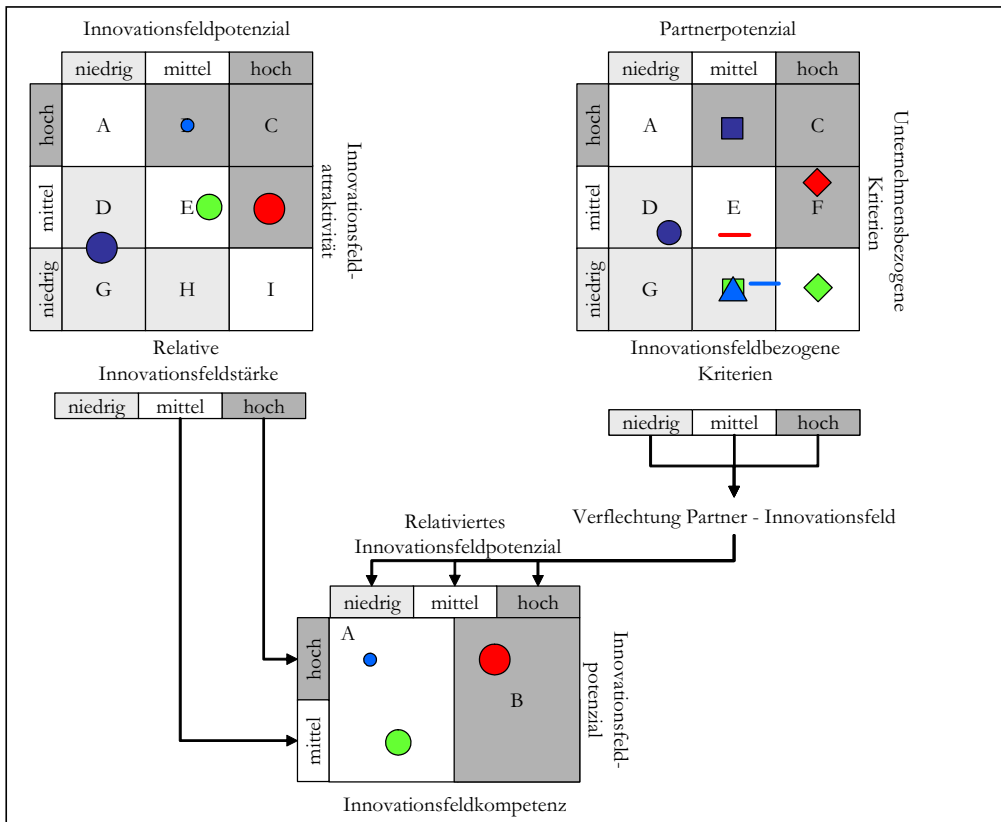 Innovationsfeldpotenzial
niedrig mittel hoch
hoch
mittel
niedrig
A C
D E
G H I
Innovationsfeld-
attraktivität
Relative
Innovationsfeldstärke
niedrig mittel hoch
Partnerpotenzial
niedrig mittel hoch
hoch
mittel
niedrig
A C
D E F
G
Unternehmensbezogene
Kriterien
Innovationsfeldbezogene
Kriterien
niedrig mittel hoch
Verflechtung Partner - Innovationsfeld
Relativiertes
Innovationsfeldpotenzial
niedrig mittel hoch
hoch
mittel
A
B
Innovationsfeld-
potenzial
Innovationsfeldkompetenz